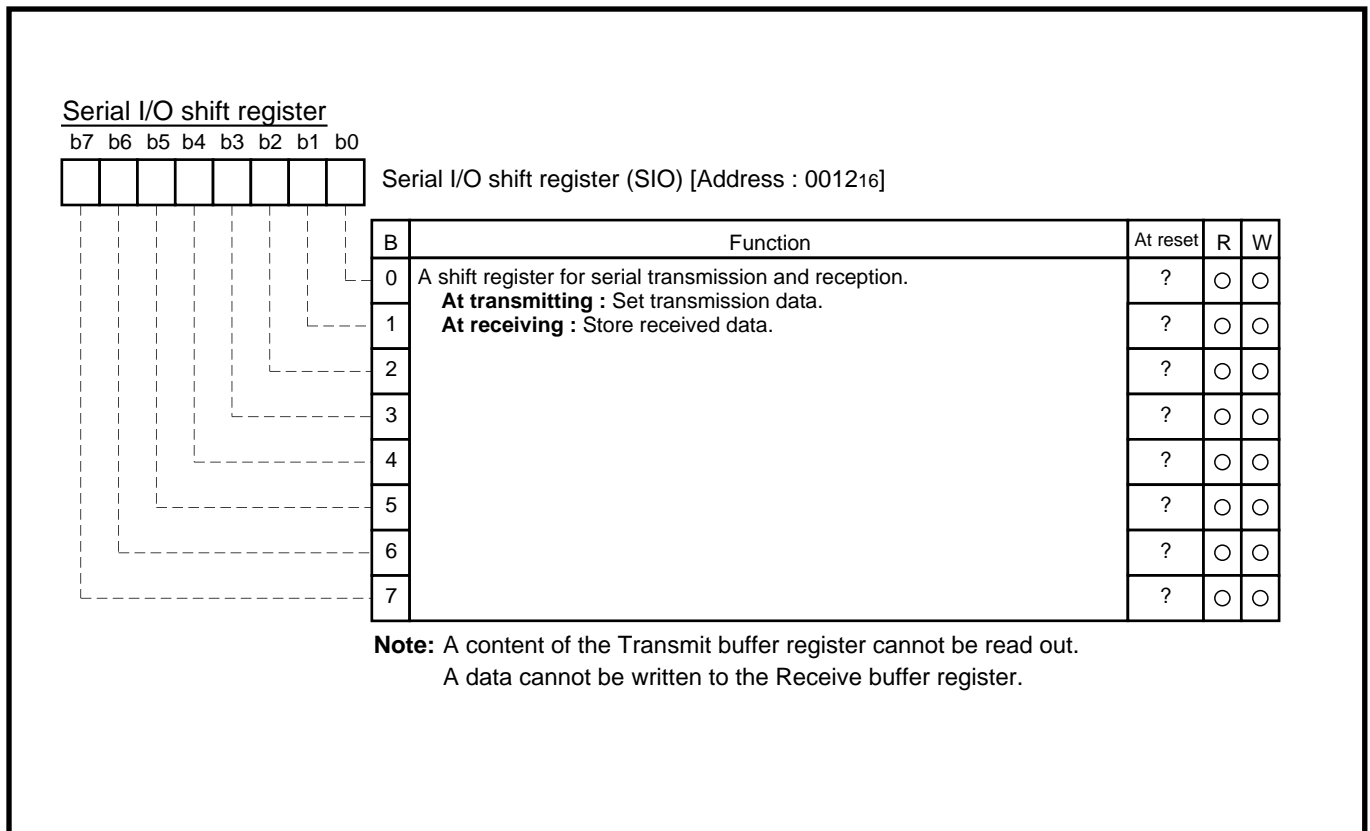 Serial I/O shift register
b7 b6 b5 b4 b3 b2 b1 b0
Serial I/O shift register (SIO) [Address : 001216]
B Function At reset R W
0 A shift register for serial transmission and reception. ? ○ ○
At transmitting : Set transmission data.
1 At receiving : Store received data. ? ○ ○
2 ? ○ ○
3 ? ○ ○
4 ? ○ ○
5 ? ○ ○
6 ? ○ ○
7 ? ○ ○
Note: A content of the Transmit buffer register cannot be read out.
A data cannot be written to the Receive buffer register.